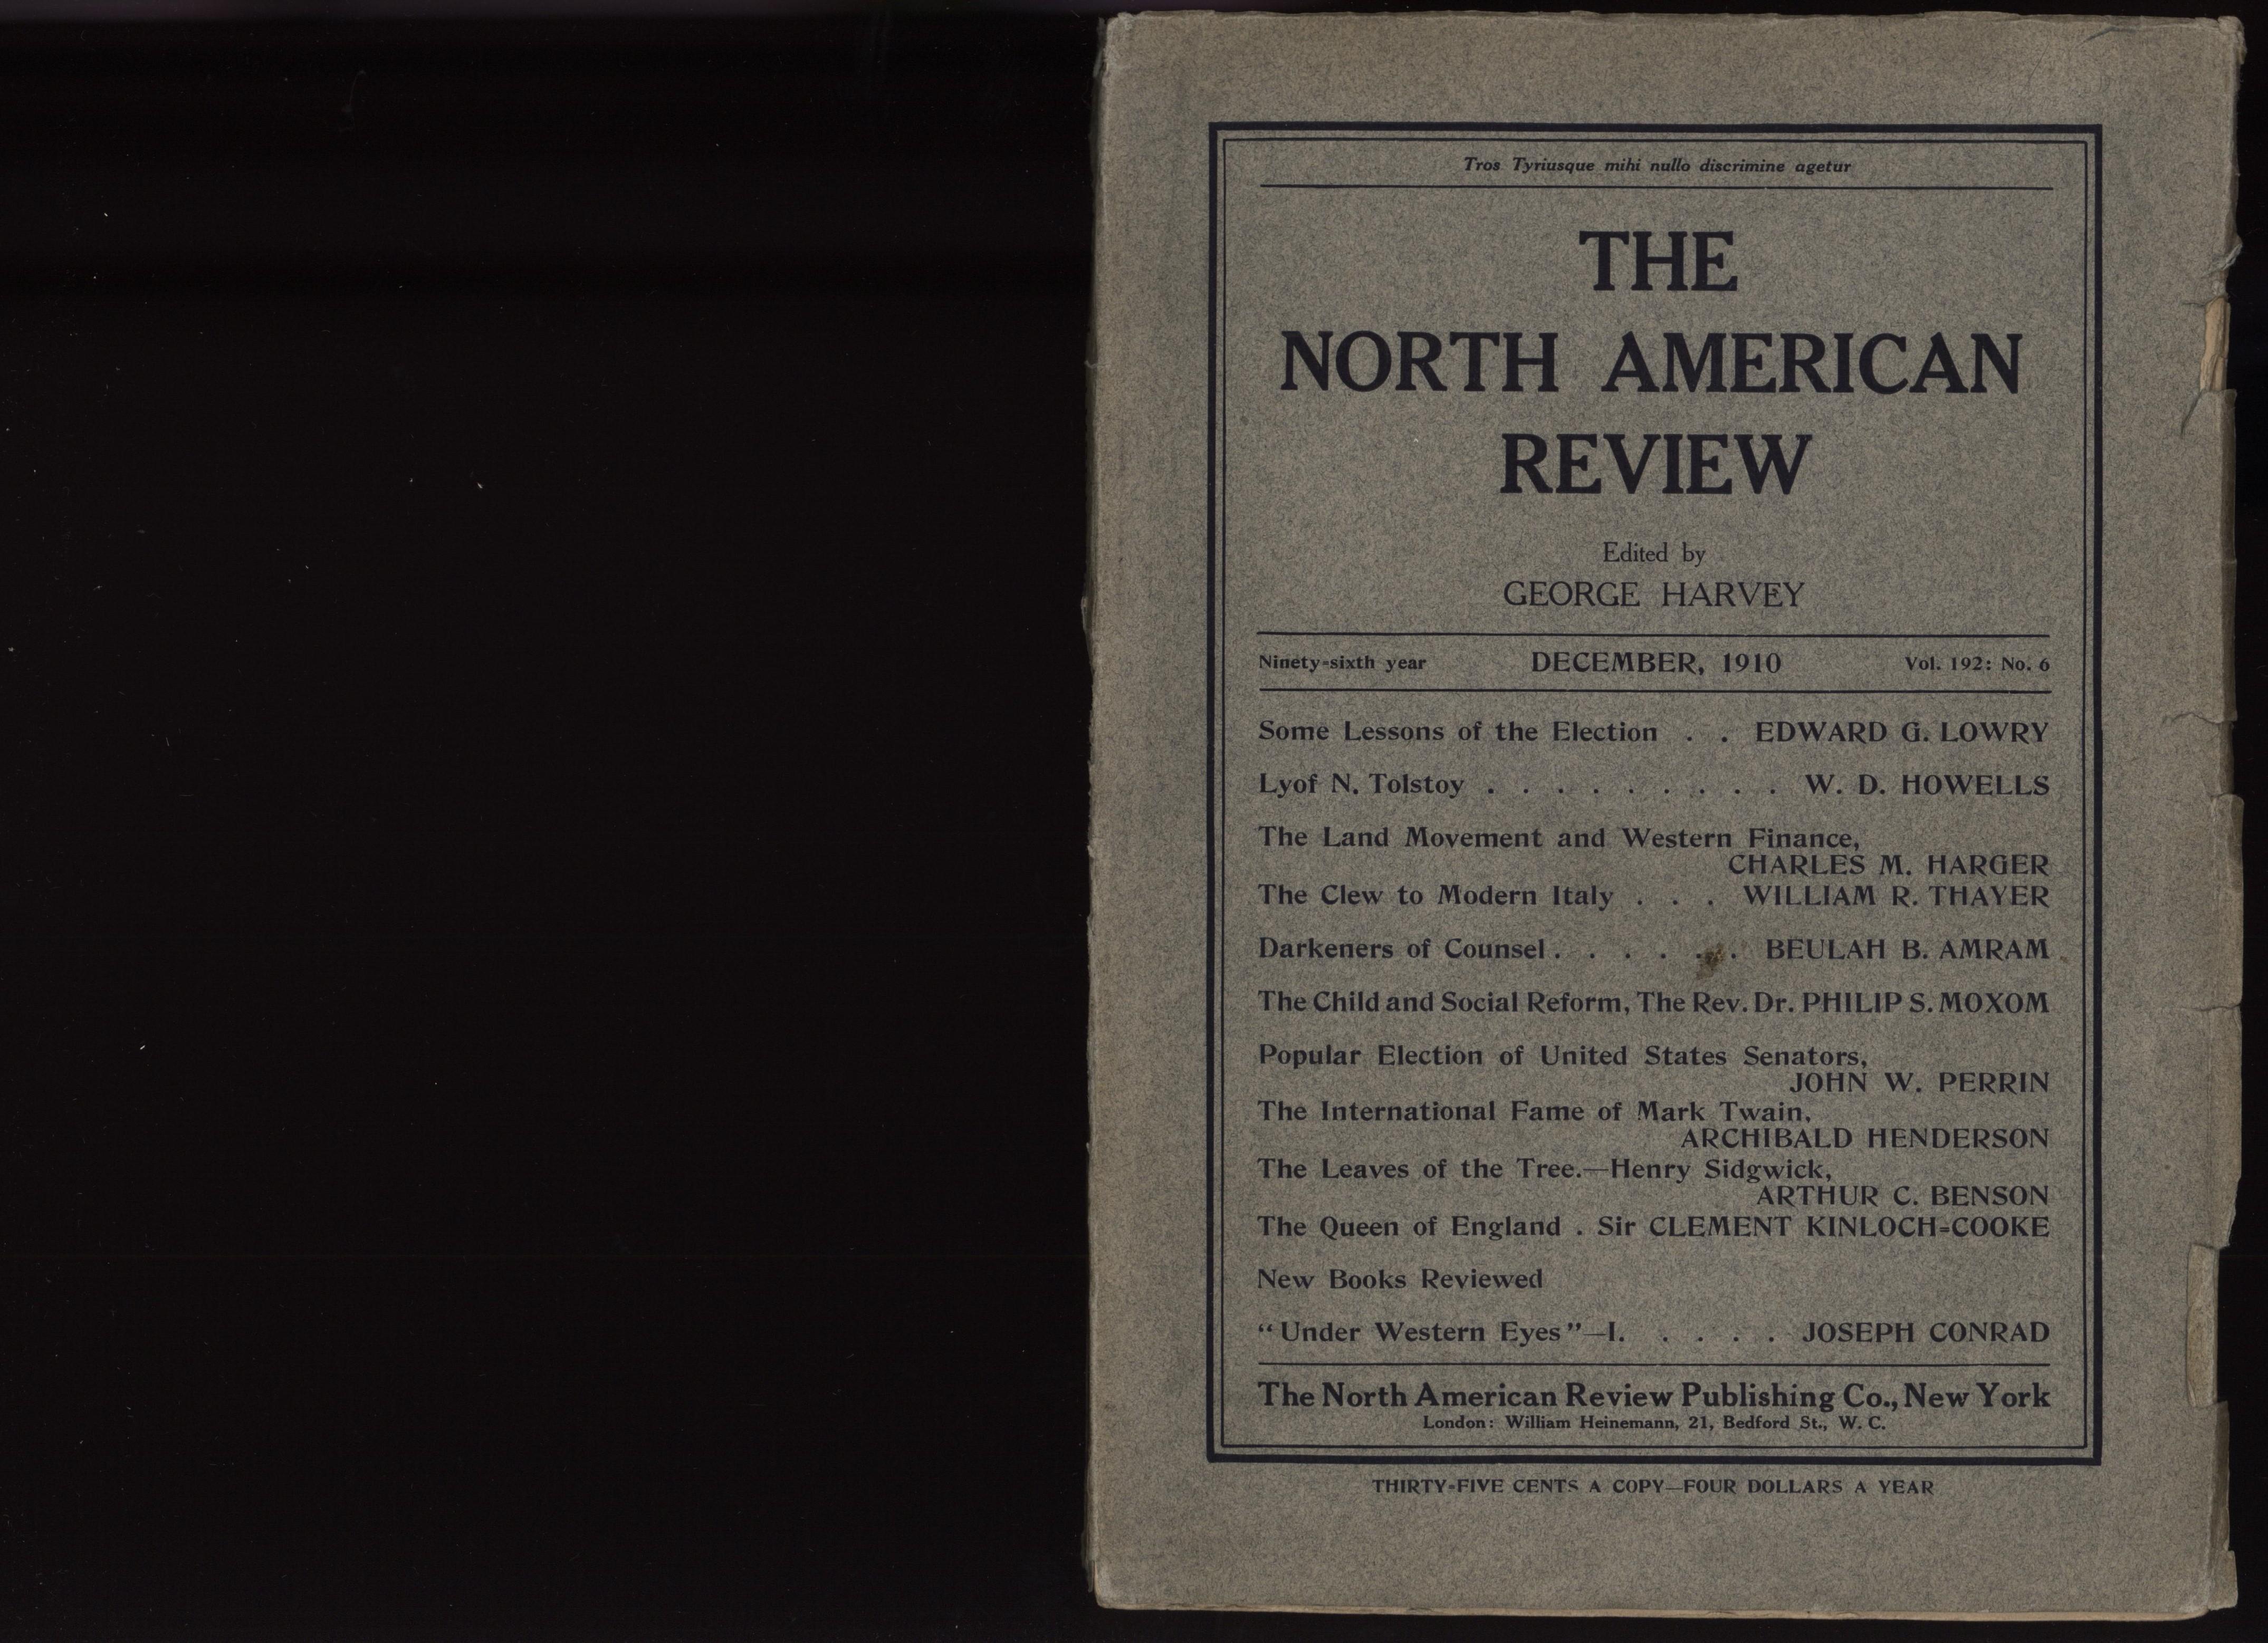 Tros Tyriusque mihi nullo discrimine agetur
THE
NORTH AMERICAN
REVIEW
Edited by
GEORGE HARVEY
Ninety-sixth year DECEMBER, 1910 Vol. 192: No. 6
Some Lessons of the Election . . EDWARD G. LOWRY
Lyof N. Tolstoy . . . . . . . . . W. D. HOWELLS
The Land Movement and Western Finance,
CHARLES M. HARGER
The Clew to Modern Italy . . . WILLIAM R. THAYER
Darkeners of Counsel . . . . . . BEULAH B. AMRAM
The Child and Social Reform, The Rev. Dr. PHILIP S. MOXOM
Popular Election of United States Senators,
JOHN W. PERRIN
The International Fame of Mark Twain,
ARCHIBALD HENDERSON
The Leaves of the Tree.—Henry Sidgwick,
ARTHUR C. BENSON
The Queen of England . Sir CLEMENT KINLOCH-COOKE
New Books Reviewed
"Under Western Eyes"—I. . . . . JOSEPH CONRAD
The North American Review Publishing Co., New York
London: William Heinemann, 21, Bedford St., W. C.
THIRTY-FIVE CENTS A COPY—FOUR DOLLARS A YEAR